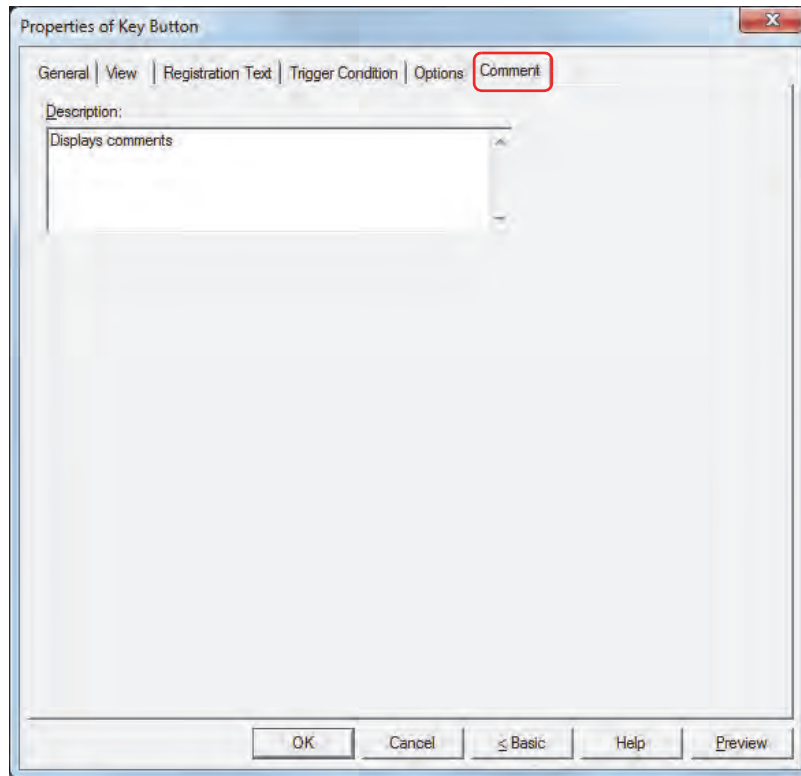 Properties of Key Button
General | View | Registration Text | Trigger Condition | Options Comment
Description:
Displays comments
OK Cancel < Basic Help Preview